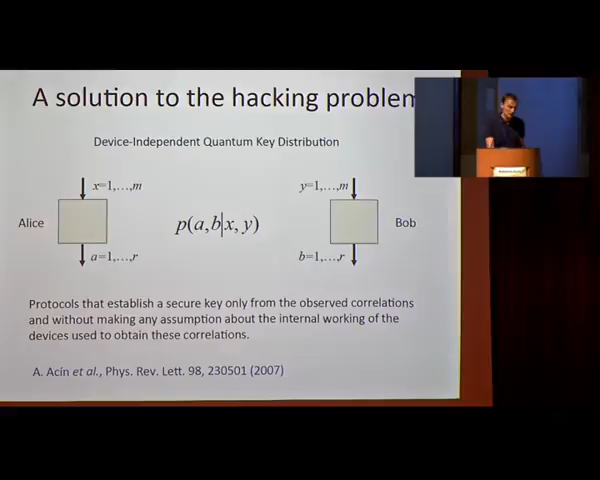 A solution to the hacking problem
Device-Independent Quantum Key Distribution
x=1,…,m
y=1,…,m
Alice
p(a,b|x,y)
Bob
a=1,…,r
b=1,…,r
Protocols that establish a secure key only from the observed correlations
and without making any assumption about the internal working of the
devices used to obtain these correlations.
A. Acín et al., Phys. Rev. Lett. 98, 230501 (2007)